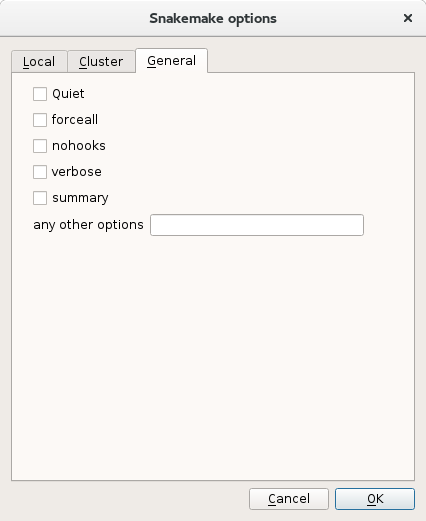 Snakemake options
×
Local Cluster General
Quiet
forceall
nohooks
verbose
summary
any other options
Cancel OK